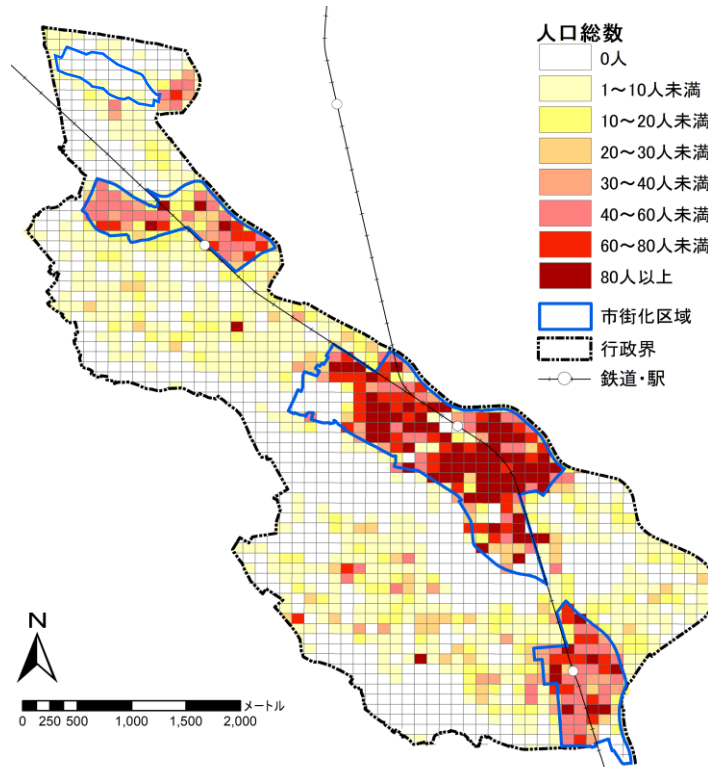 人口総数
0人
1～10人未満
10～20人未満
20～30人未満
30～40人未満
40～60人未満
60～80人未満
80人以上
市街化区域
行政界
鉄道・駅
N
メートル
0 250 500 1,000 1,500 2,000